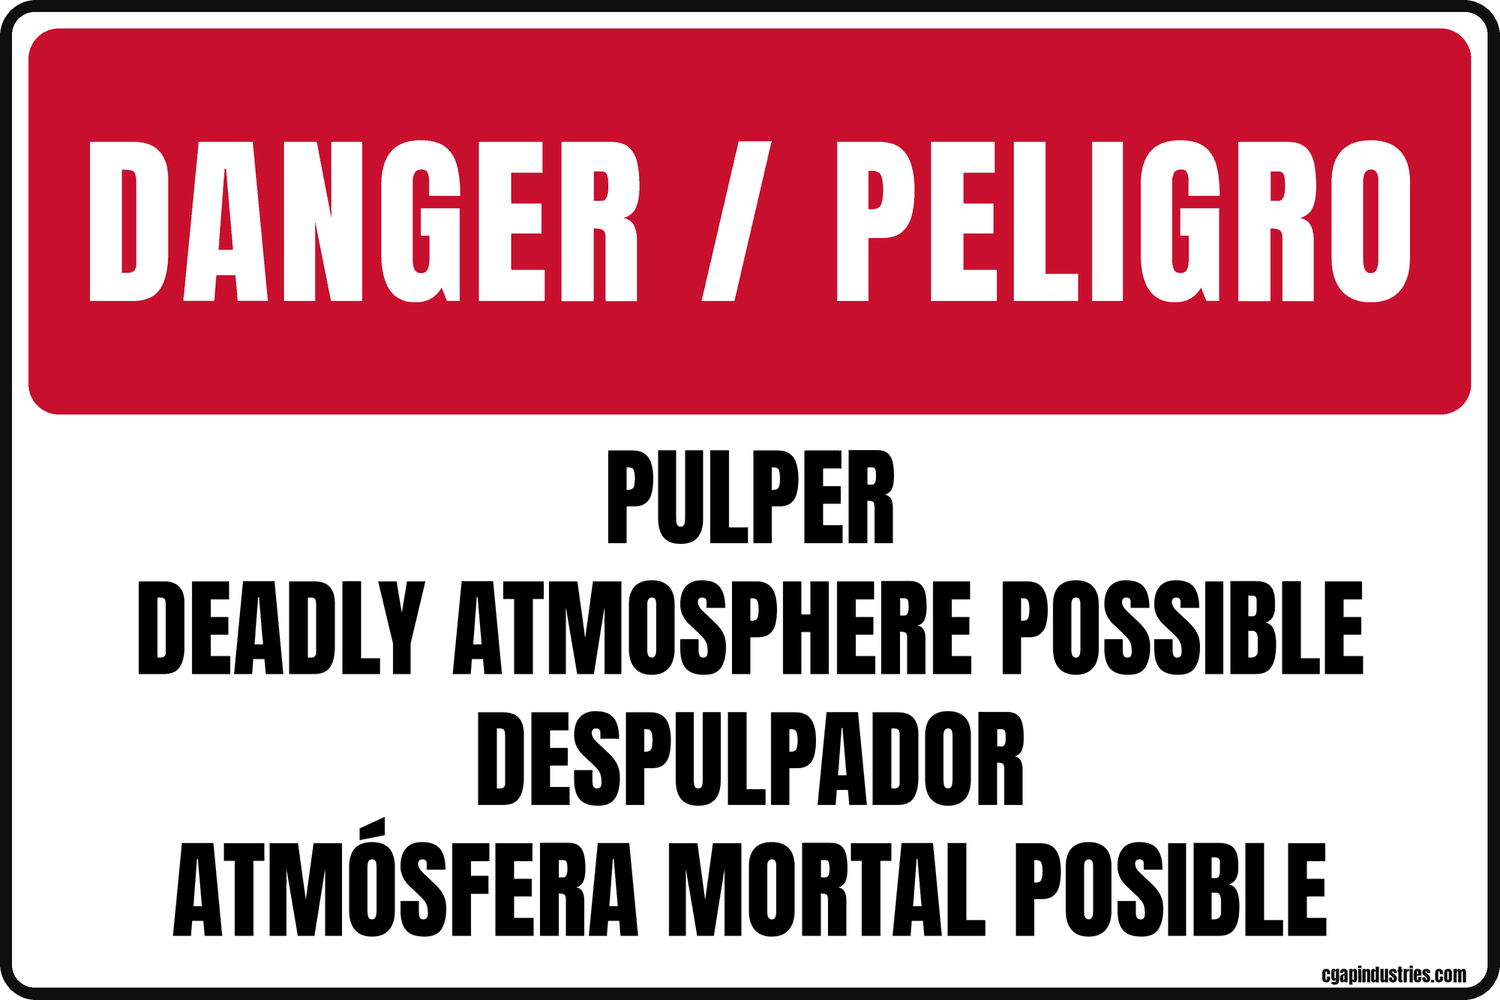 DANGER / PELIGRO
PULPER
DEADLY ATMOSPHERE POSSIBLE
DESPULPADOR
ATMÓSFERA MORTAL POSIBLE
cgapindustries.com